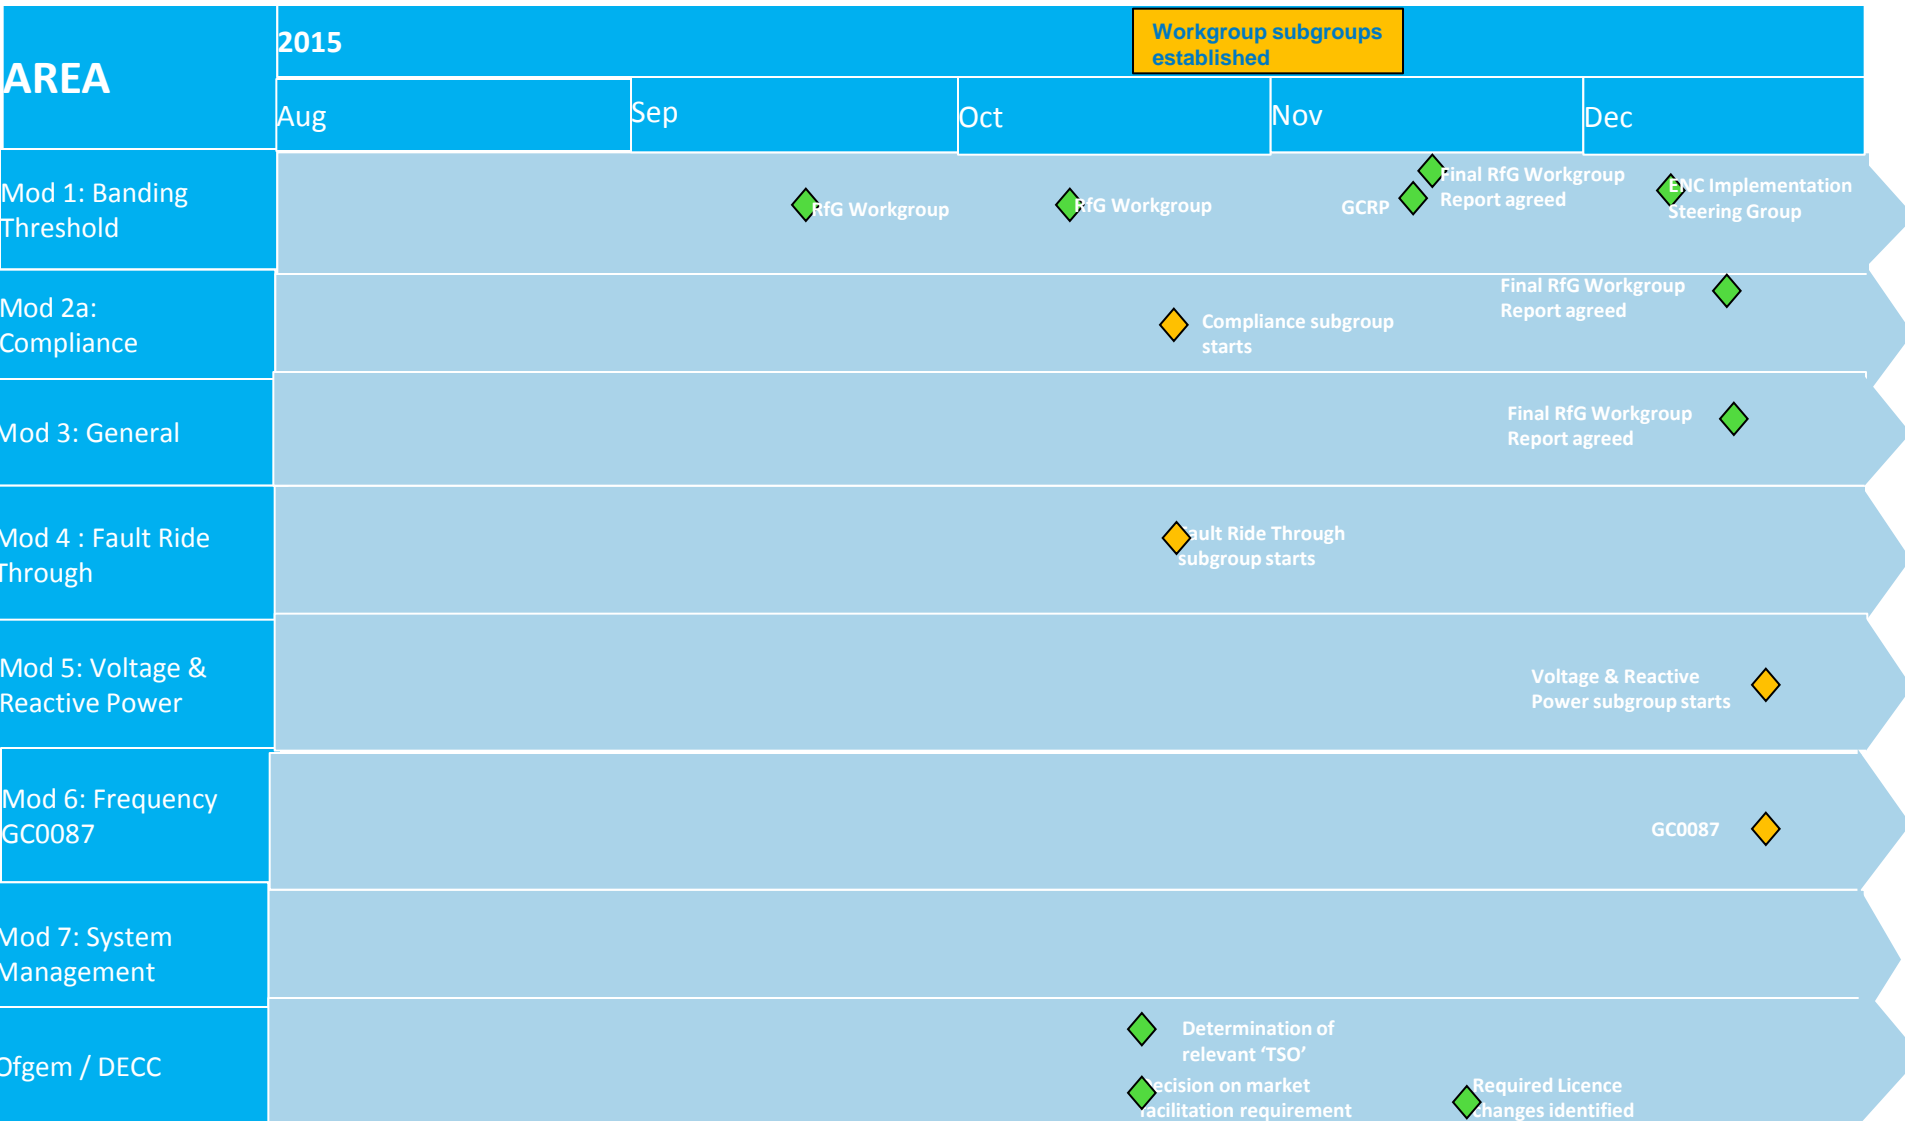 AREA
2015
Workgroup subgroups
established
Aug
Sep
Oct
Nov
Dec
Mod 1: Banding
Threshold
RfG Workgroup
RfG Workgroup
GCRP
Final RfG Workgroup
Report agreed
ENC Implementation
Steering Group
Mod 2a:
Compliance
Compliance subgroup
starts
Final RfG Workgroup
Report agreed
Mod 3: General
Final RfG Workgroup
Report agreed
Mod 4 : Fault Ride
Through
Fault Ride Through
subgroup starts
Mod 5: Voltage &
Reactive Power
Voltage & Reactive
Power subgroup starts
Mod 6: Frequency
GC0087
GC0087
Mod 7: System
Management
Ofgem / DECC
Determination of
relevant ‘TSO’
Decision on market
facilitation requirement
Required Licence
changes identified